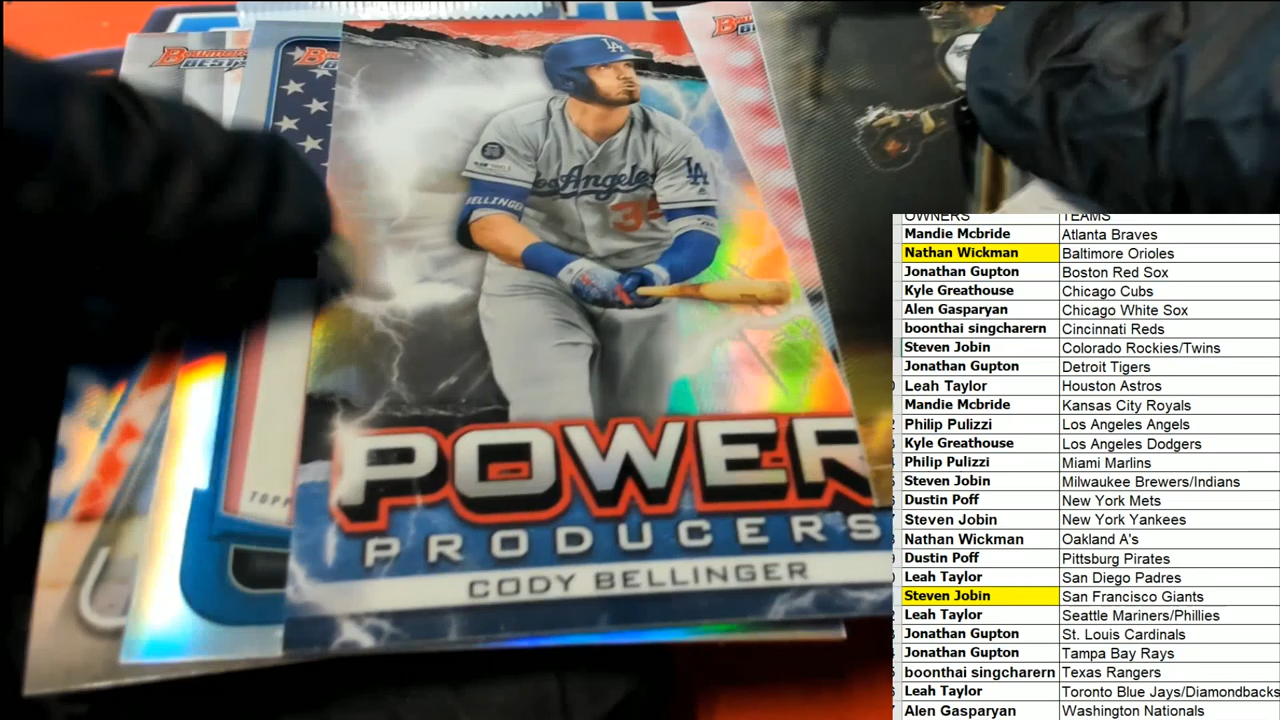 BOWMAN'S BEST
LA
Los Angeles
LA
BELLINGER
TOPP
POWER
PRODUCERS
CODY BELLINGER
OWNERS TEAMS
Mandie Mcbride Atlanta Braves
Nathan Wickman Baltimore Orioles
Jonathan Gupton Boston Red Sox
Kyle Greathouse Chicago Cubs
Alen Gasparyan Chicago White Sox
boonthai singcharern Cincinnati Reds
Steven Jobin Colorado Rockies/Twins
Jonathan Gupton Detroit Tigers
Leah Taylor Houston Astros
Mandie Mcbride Kansas City Royals
Philip Pulizzi Los Angeles Angels
Kyle Greathouse Los Angeles Dodgers
Philip Pulizzi Miami Marlins
Steven Jobin Milwaukee Brewers/Indians
Dustin Poff New York Mets
Steven Jobin New York Yankees
Nathan Wickman Oakland A's
Dustin Poff Pittsburg Pirates
Leah Taylor San Diego Padres
Steven Jobin San Francisco Giants
Leah Taylor Seattle Mariners/Phillies
Jonathan Gupton St. Louis Cardinals
Jonathan Gupton Tampa Bay Rays
boonthai singcharern Texas Rangers
Leah Taylor Toronto Blue Jays/Diamondbacks
Alen Gasparyan Washington Nationals